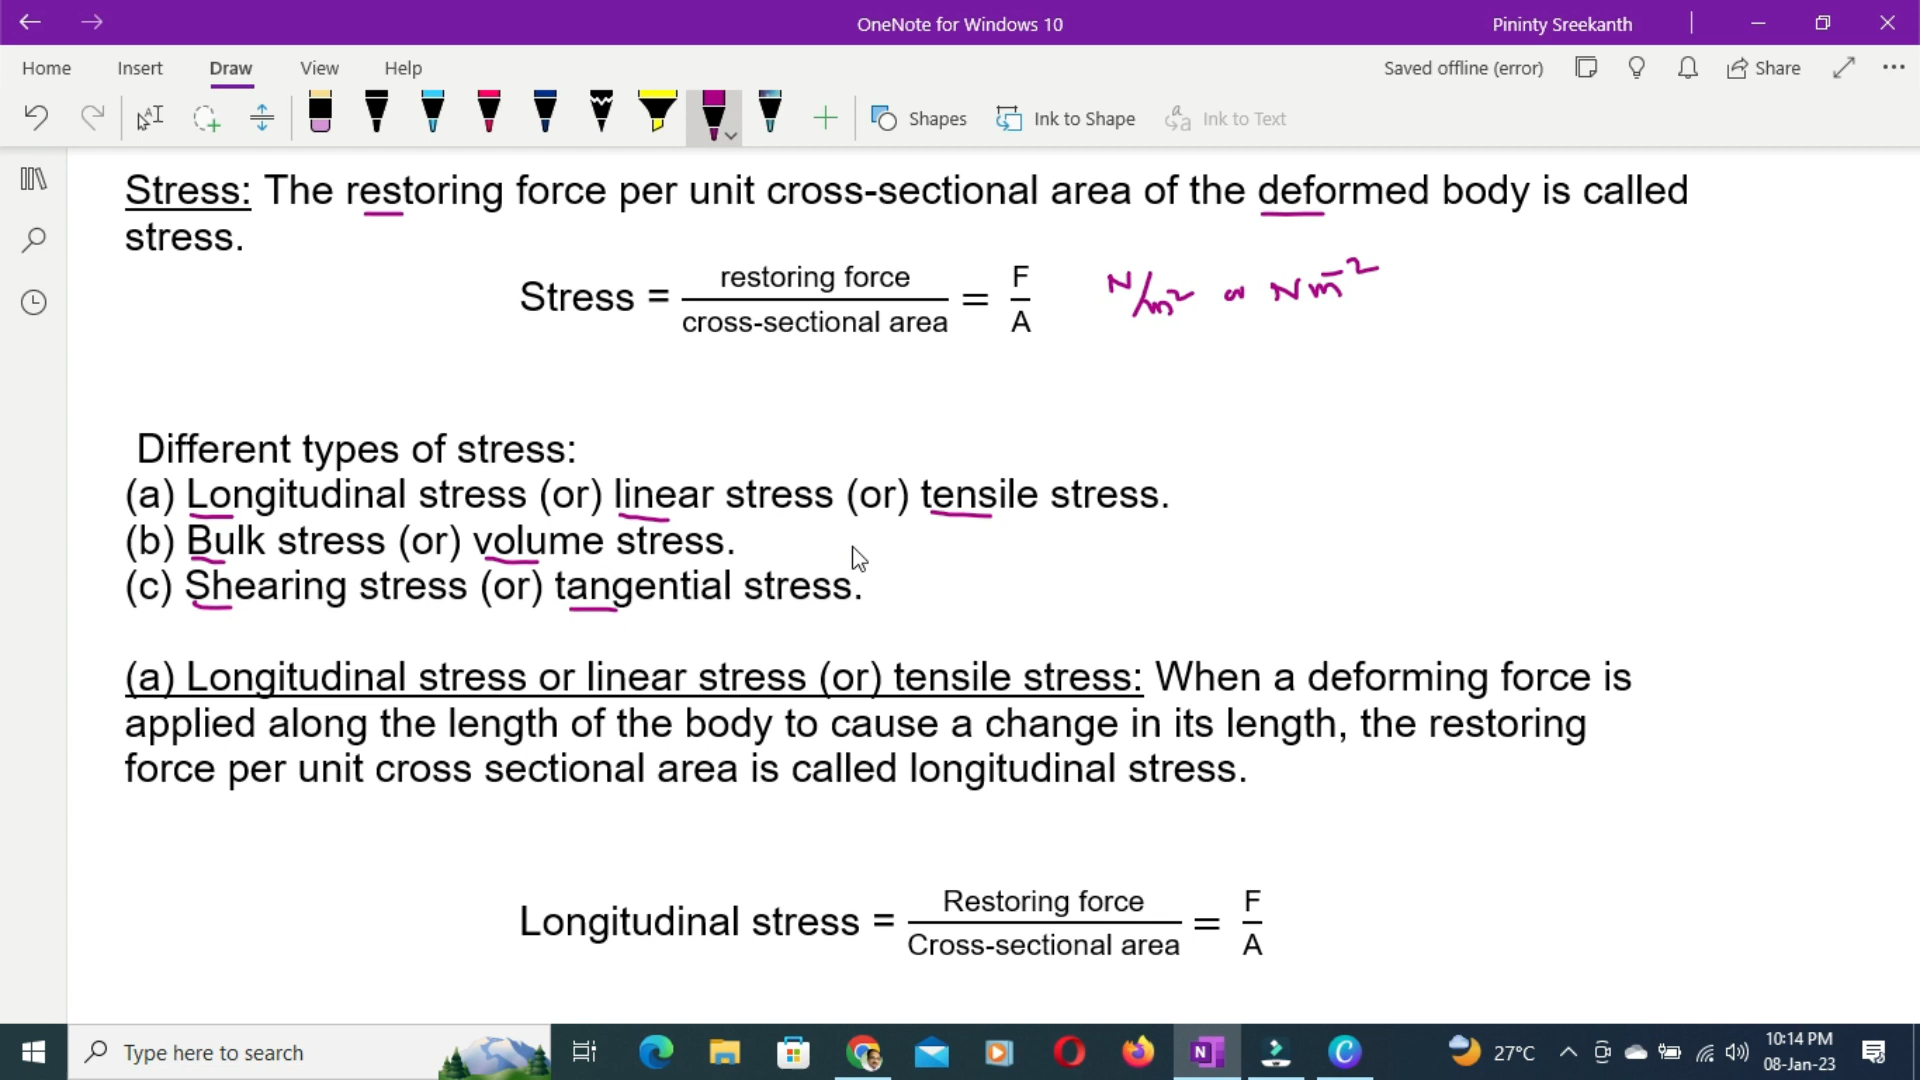 OneNote for Windows 10
Pininty Sreekanth
Home Insert Draw View Help
Saved offline (error) Share
Shapes Ink to Shape Ink to Text
Stress: The restoring force per unit cross-sectional area of the deformed body is called
stress.
Stress = restoring force / cross-sectional area = F / A N/m² or Nm⁻²
Different types of stress:
(a) Longitudinal stress (or) linear stress (or) tensile stress.
(b) Bulk stress (or) volume stress.
(c) Shearing stress (or) tangential stress.
(a) Longitudinal stress or linear stress (or) tensile stress: When a deforming force is
applied along the length of the body to cause a change in its length, the restoring
force per unit cross sectional area is called longitudinal stress.
Longitudinal stress = Restoring force / Cross-sectional area = F / A
Type here to search
27°C
10:14 PM
08-Jan-23